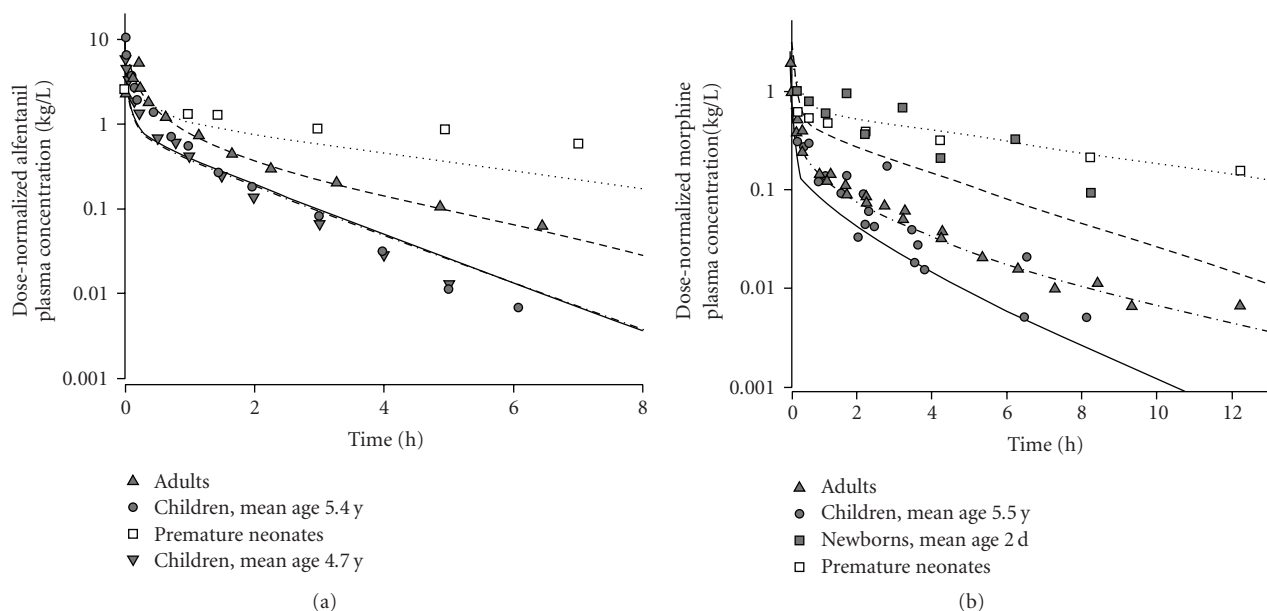 Dose-normalized alfentanil
plasma concentration (kg/L)
10
1
0.1
0.01
0.001
0 2 4 6 8
Time (h)
Adults
Children, mean age 5.4 y
Premature neonates
Children, mean age 4.7 y
(a)
Dose-normalized morphine
plasma concentration(kg/L)
1
0.1
0.01
0.001
0 2 4 6 8 10 12
Time (h)
Adults
Children, mean age 5.5 y
Newborns, mean age 2 d
Premature neonates
(b)